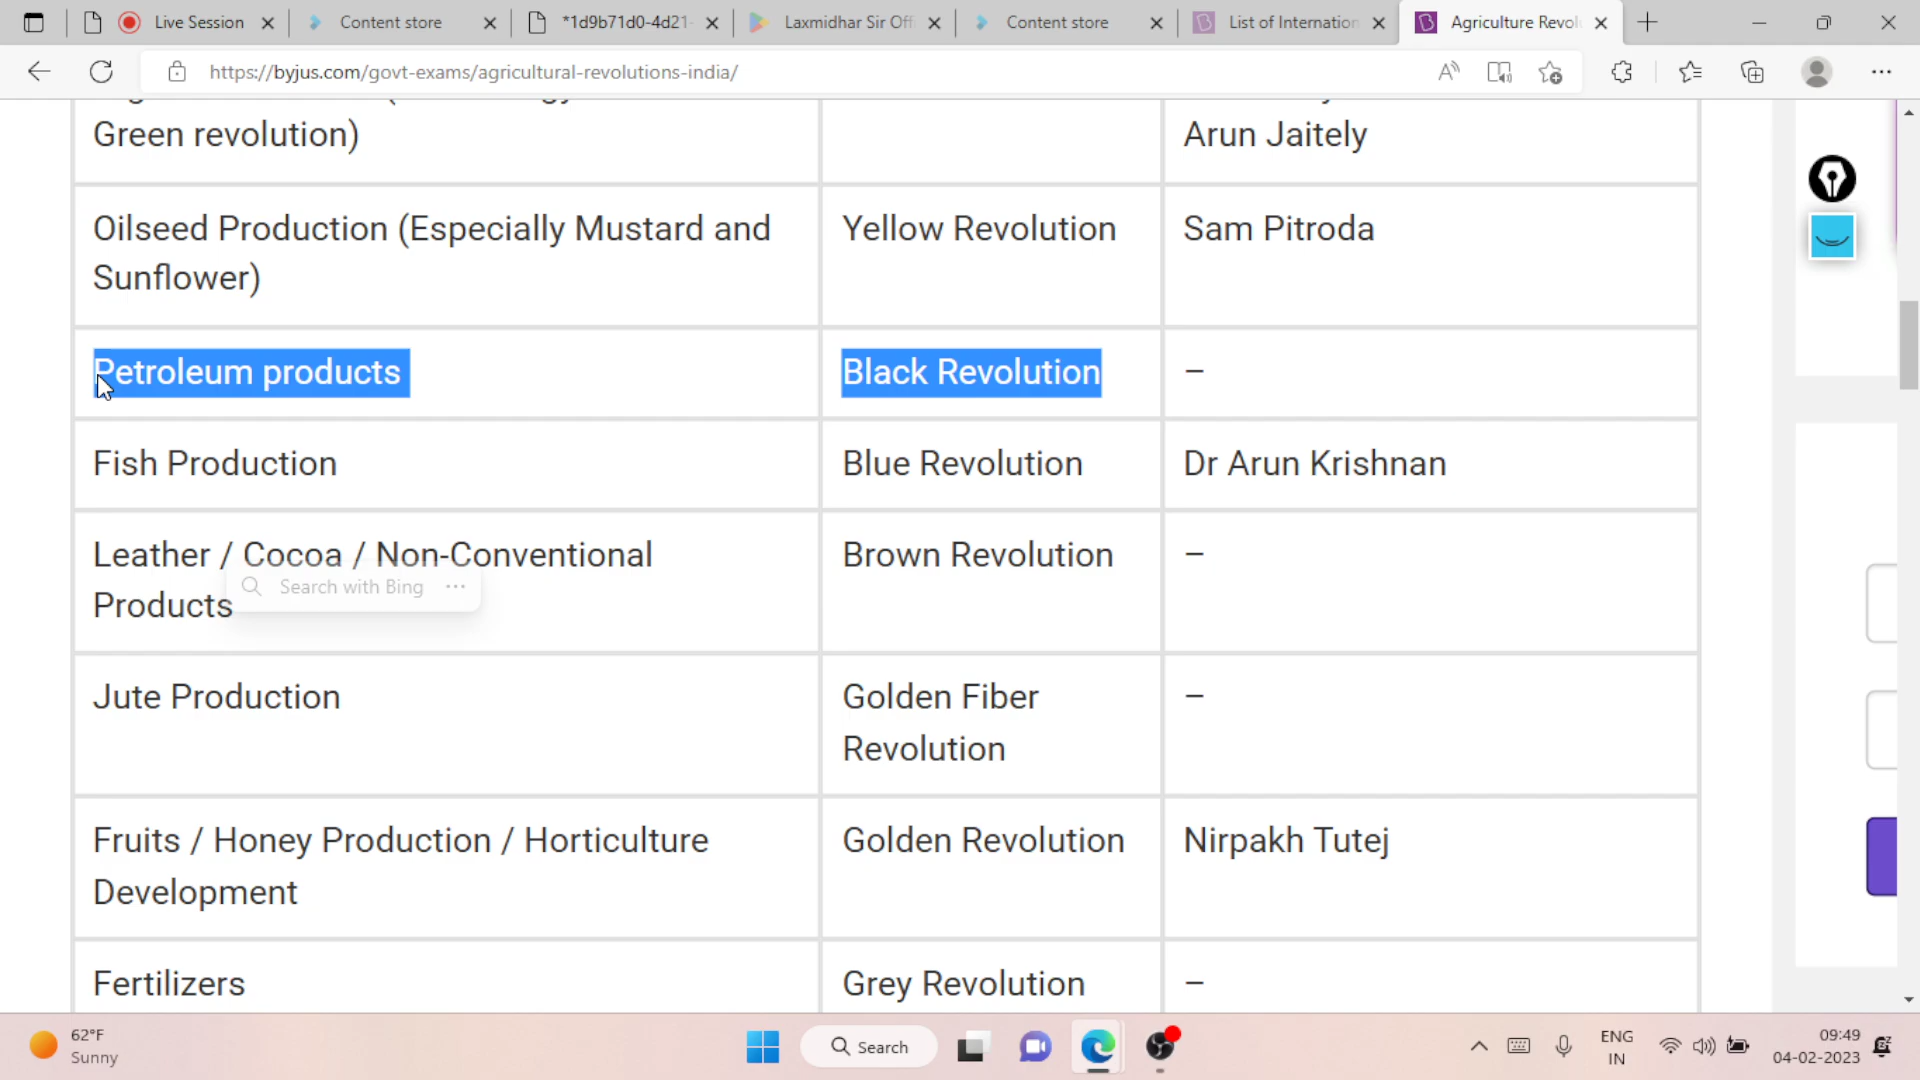 Live Session
Content store
*1d9b71d0-4d21-
Laxmidhar Sir Offi
Content store
List of Internation
Agriculture Revolu
https://byjus.com/govt-exams/agricultural-revolutions-india/
Green revolution)
Arun Jaitely
Oilseed Production (Especially Mustard and
Sunflower)
Yellow Revolution
Sam Pitroda
Petroleum products
Black Revolution
–
Fish Production
Blue Revolution
Dr Arun Krishnan
Leather / Cocoa / Non-Conventional
Products
Brown Revolution
–
Search with Bing
Jute Production
Golden Fiber
Revolution
–
Fruits / Honey Production / Horticulture
Development
Golden Revolution
Nirpakh Tutej
Fertilizers
Grey Revolution
–
62°F
Sunny
Search
ENG
IN
09:49
04-02-2023